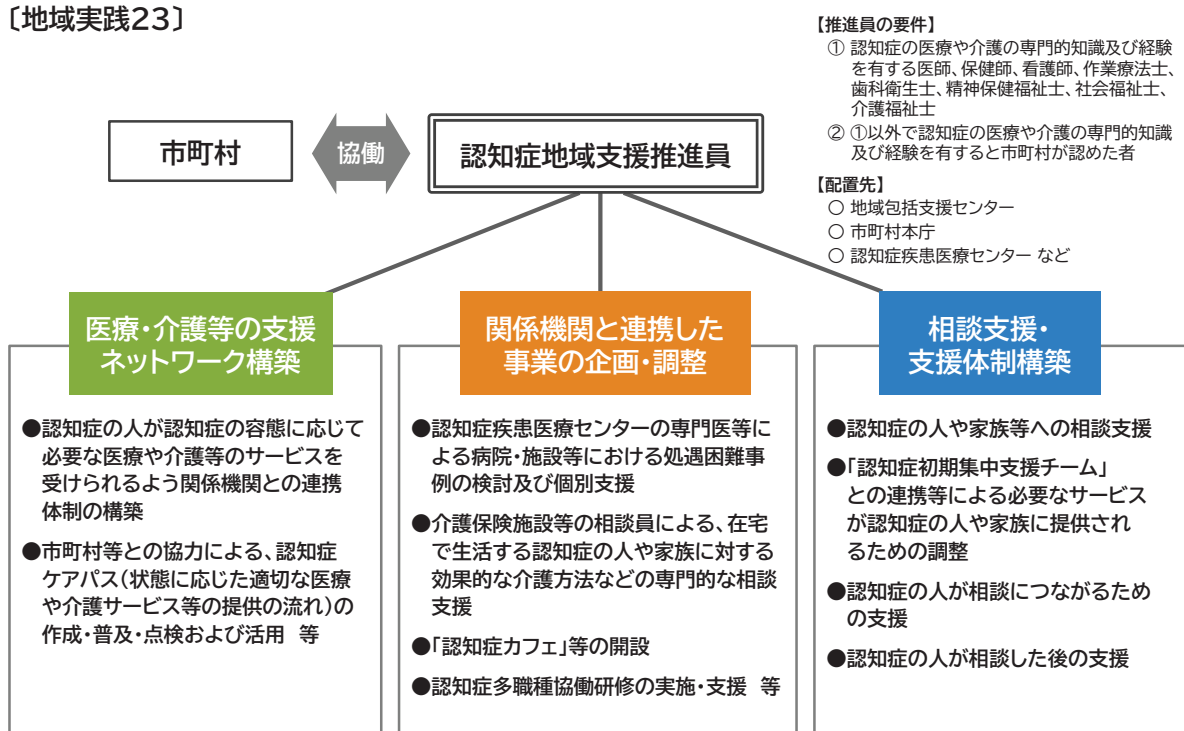 〔地域実践23〕
【推進員の要件】
① 認知症の医療や介護の専門的知識及び経験
を有する医師、保健師、看護師、作業療法士、
歯科衛生士、精神保健福祉士、社会福祉士、
介護福祉士
② ①以外で認知症の医療や介護の専門的知識
及び経験を有すると市町村が認めた者
【配置先】
○ 地域包括支援センター
○ 市町村本庁
○ 認知症疾患医療センター など
市町村
協働
認知症地域支援推進員
医療・介護等の支援
ネットワーク構築
●認知症の人が認知症の容態に応じて
必要な医療や介護等のサービスを
受けられるよう関係機関との連携
体制の構築
●市町村等との協力による、認知症
ケアパス(状態に応じた適切な医療
や介護サービス等の提供の流れ)の
作成・普及・点検および活用 等
関係機関と連携した
事業の企画・調整
●認知症疾患医療センターの専門医等に
よる病院・施設等における処遇困難事
例の検討及び個別支援
●介護保険施設等の相談員による、在宅
で生活する認知症の人や家族に対する
効果的な介護方法などの専門的な相談
支援
●「認知症カフェ」等の開設
●認知症多職種協働研修の実施・支援 等
相談支援・
支援体制構築
●認知症の人や家族等への相談支援
●「認知症初期集中支援チーム」
との連携等による必要なサービス
が認知症の人や家族に提供され
るための調整
●認知症の人が相談につながるため
の支援
●認知症の人が相談した後の支援